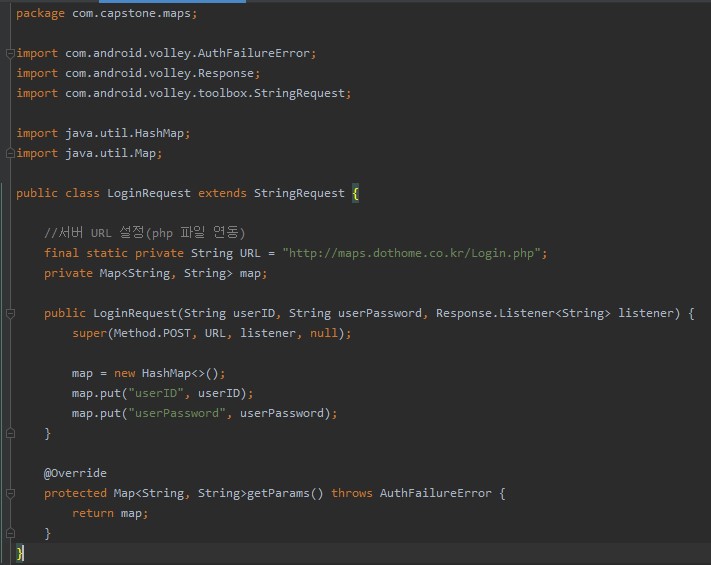 package com.capstone.maps;
import com.android.volley.AuthFailureError;
import com.android.volley.Response;
import com.android.volley.toolbox.StringRequest;
import java.util.HashMap;
import java.util.Map;
public class LoginRequest extends StringRequest {
//서버 URL 설정(php 파일 연동)
final static private String URL = "http://maps.dothome.co.kr/Login.php";
private Map<String, String> map;
public LoginRequest(String userID, String userPassword, Response.Listener<String> listener) {
super(Method.POST, URL, listener, null);
map = new HashMap<>();
map.put("userID", userID);
map.put("userPassword", userPassword);
}
@Override
protected Map<String, String>getParams() throws AuthFailureError {
return map;
}
}